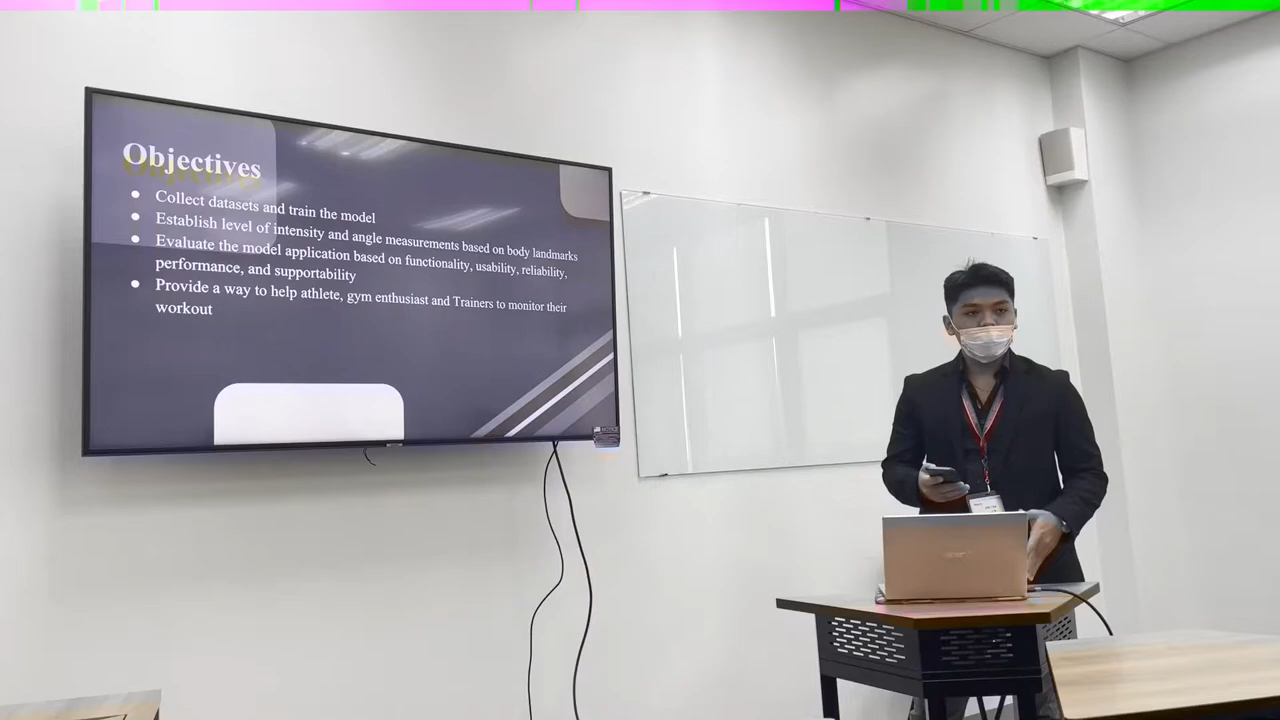 Objectives
● Collect datasets and train the model
● Establish level of intensity and angle measurements based on body landmarks
● Evaluate the model application based on functionality, usability, reliability,
performance, and supportability
● Provide a way to help athlete, gym enthusiast and Trainers to monitor their
workout
acer